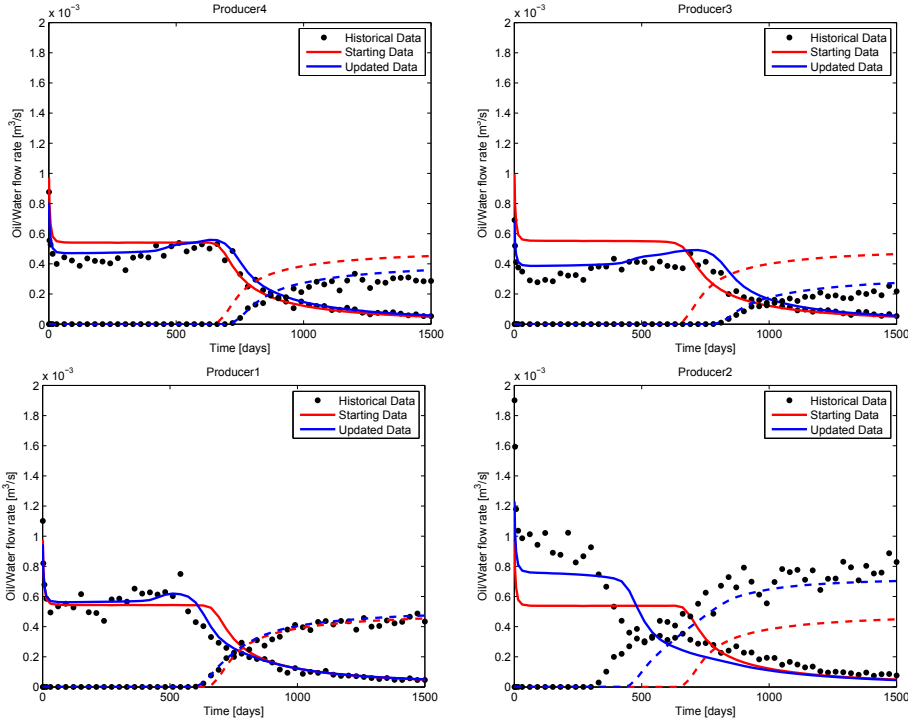 Producer4
x 10⁻³
2
1.8
1.6
1.4
1.2
1
0.8
0.6
0.4
0.2
0
Oil/Water flow rate [m³/s]
Historical Data
Starting Data
Updated Data
0 500 1000 1500
Time [days]
Producer3
x 10⁻³
2
1.8
1.6
1.4
1.2
1
0.8
0.6
0.4
0.2
0
Oil/Water flow rate [m³/s]
Historical Data
Starting Data
Updated Data
0 500 1000 1500
Time [days]
Producer1
x 10⁻³
2
1.8
1.6
1.4
1.2
1
0.8
0.6
0.4
0.2
0
Oil/Water flow rate [m³/s]
Historical Data
Starting Data
Updated Data
0 500 1000 1500
Time [days]
Producer2
x 10⁻³
2
1.8
1.6
1.4
1.2
1
0.8
0.6
0.4
0.2
0
Oil/Water flow rate [m³/s]
Historical Data
Starting Data
Updated Data
0 500 1000 1500
Time [days]